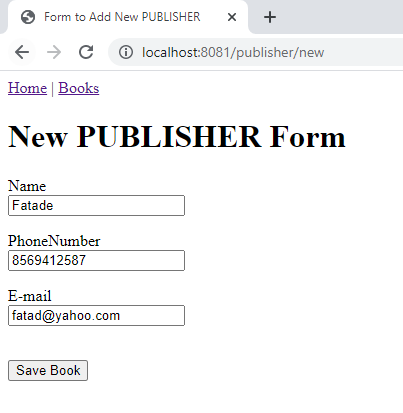 Form to Add New PUBLISHER
localhost:8081/publisher/new
Home | Books
New PUBLISHER Form
Name
Fatade
PhoneNumber
8569412587
E-mail
fatad@yahoo.com
Save Book